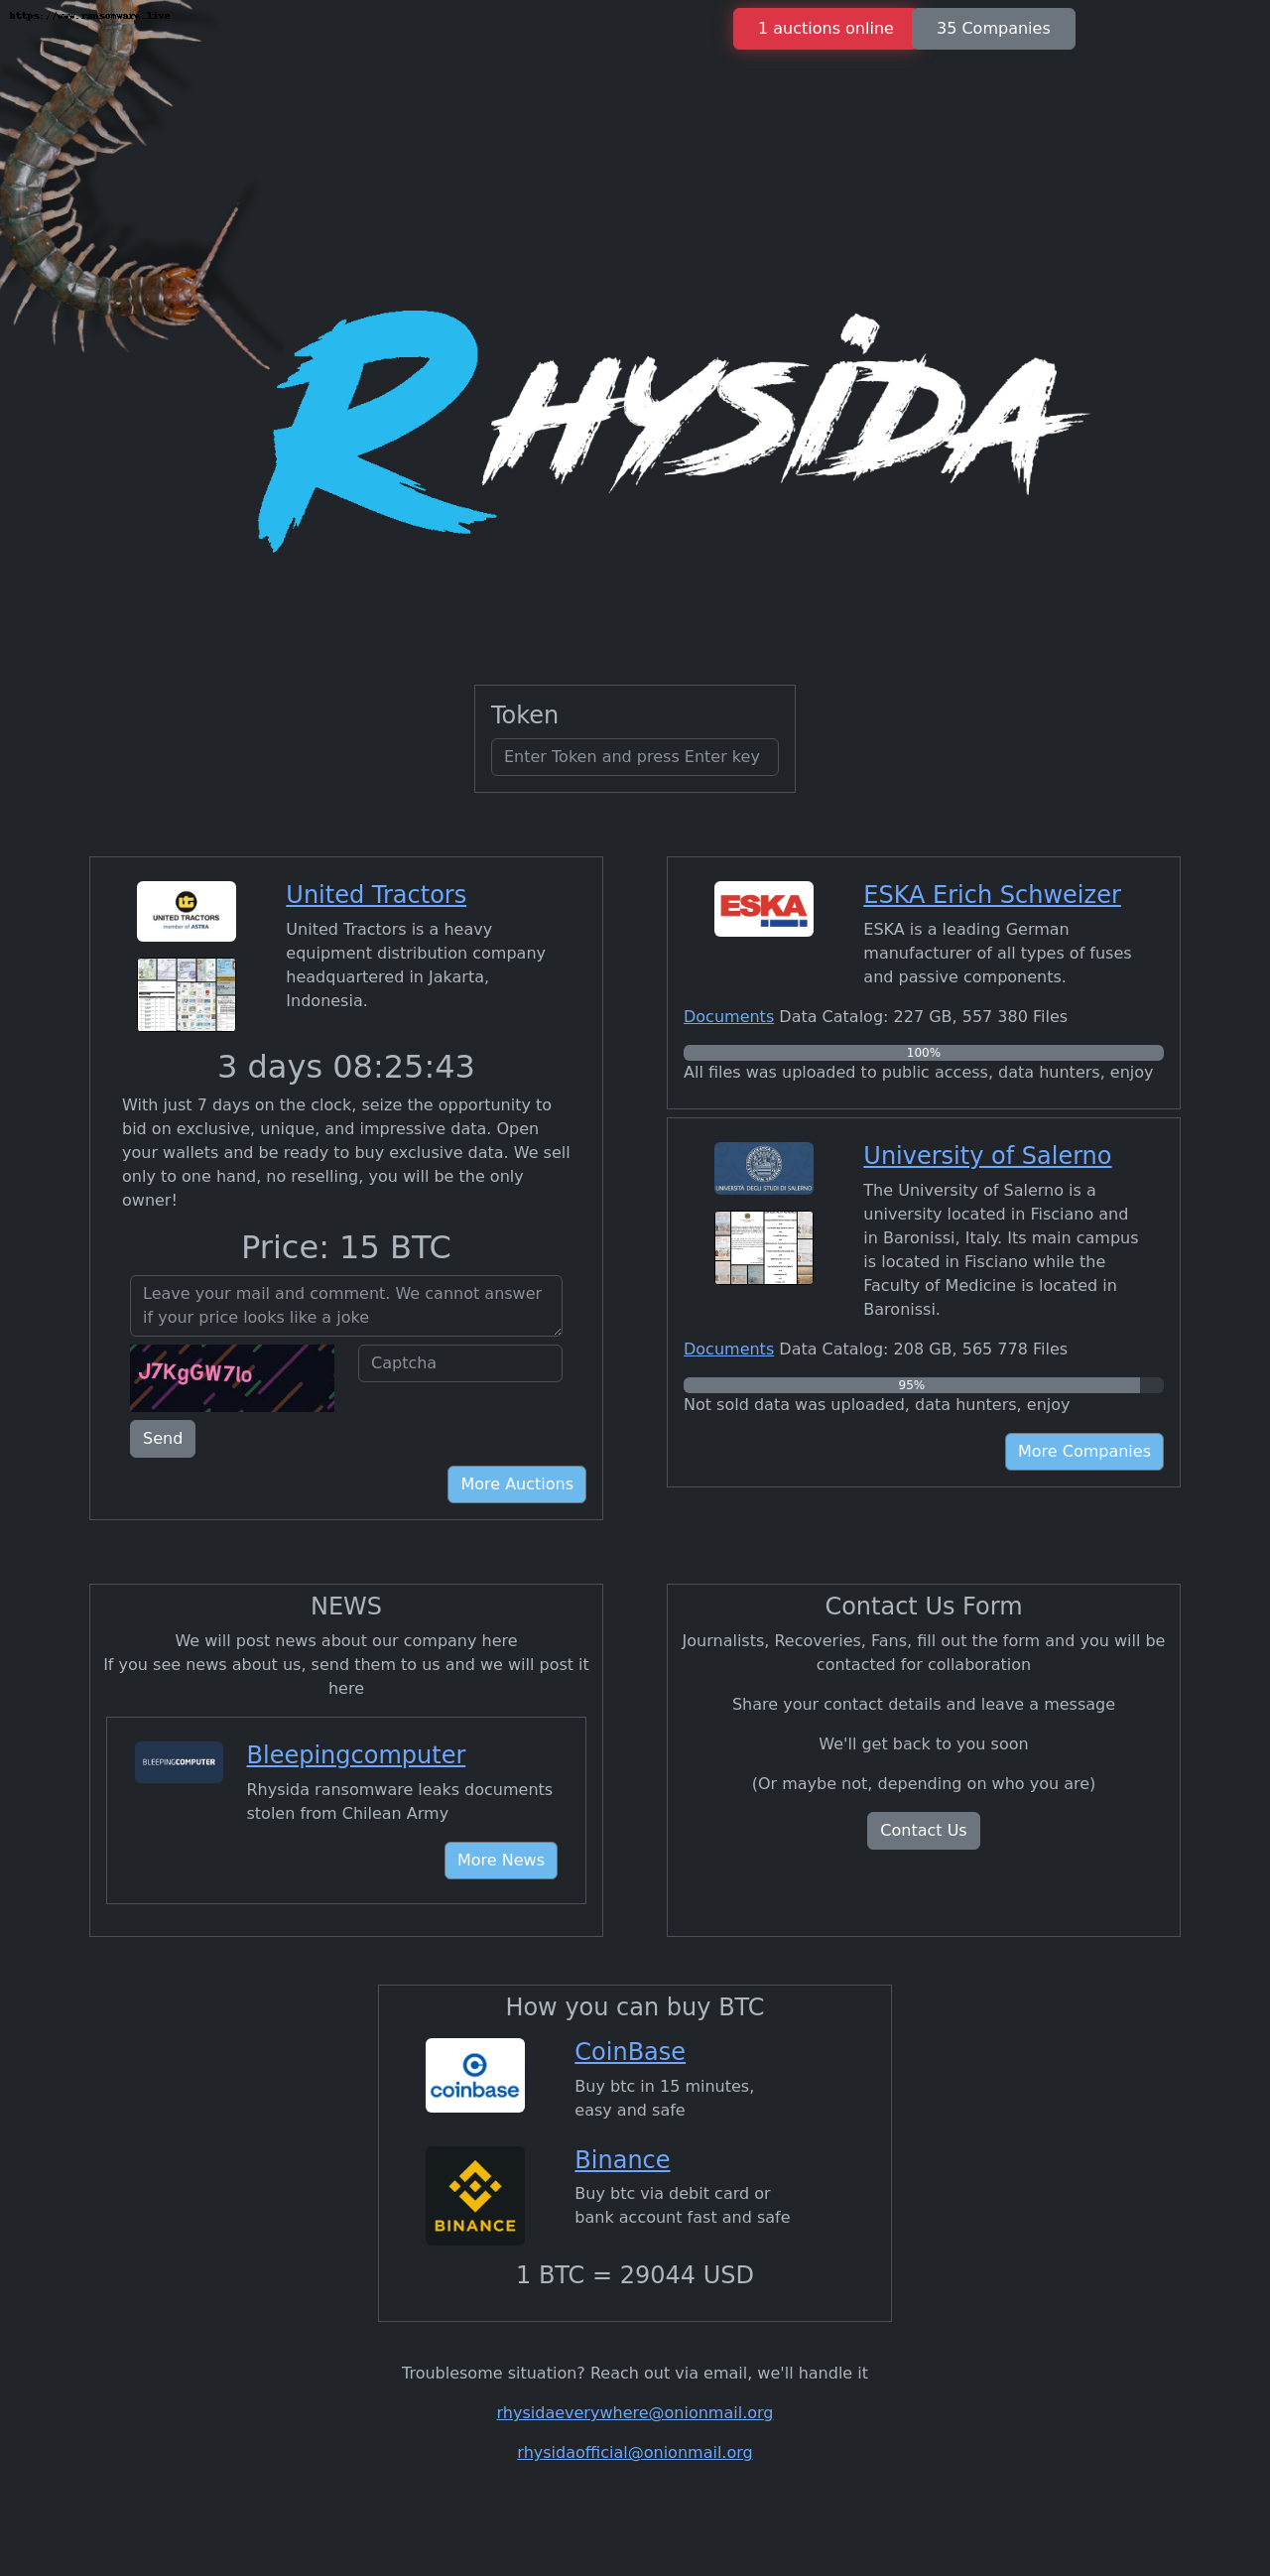 https://www.ransomware.live
1 auctions online
35 Companies
RHYSIDA
Token
Enter Token and press Enter key
UNITED TRACTORS
member of ASTRA
United Tractors
United Tractors is a heavy
equipment distribution company
headquartered in Jakarta,
Indonesia.
3 days 08:25:43
With just 7 days on the clock, seize the opportunity to
bid on exclusive, unique, and impressive data. Open
your wallets and be ready to buy exclusive data. We sell
only to one hand, no reselling, you will be the only
owner!
Price: 15 BTC
Leave your mail and comment. We cannot answer
if your price looks like a joke
J7KgGW7lo
Captcha
Send
More Auctions
ESKA
ESKA Erich Schweizer
ESKA is a leading German
manufacturer of all types of fuses
and passive components.
Documents Data Catalog: 227 GB, 557 380 Files
100%
All files was uploaded to public access, data hunters, enjoy
UNIVERSITÀ DEGLI STUDI DI SALERNO
University of Salerno
The University of Salerno is a
university located in Fisciano and
in Baronissi, Italy. Its main campus
is located in Fisciano while the
Faculty of Medicine is located in
Baronissi.
Documents Data Catalog: 208 GB, 565 778 Files
95%
Not sold data was uploaded, data hunters, enjoy
More Companies
NEWS
We will post news about our company here
If you see news about us, send them to us and we will post it
here
BLEEPINGCOMPUTER
Bleepingcomputer
Rhysida ransomware leaks documents
stolen from Chilean Army
More News
Contact Us Form
Journalists, Recoveries, Fans, fill out the form and you will be
contacted for collaboration
Share your contact details and leave a message
We'll get back to you soon
(Or maybe not, depending on who you are)
Contact Us
How you can buy BTC
coinbase
CoinBase
Buy btc in 15 minutes,
easy and safe
BINANCE
Binance
Buy btc via debit card or
bank account fast and safe
1 BTC = 29044 USD
Troublesome situation? Reach out via email, we'll handle it
rhysidaeverywhere@onionmail.org
rhysidaofficial@onionmail.org